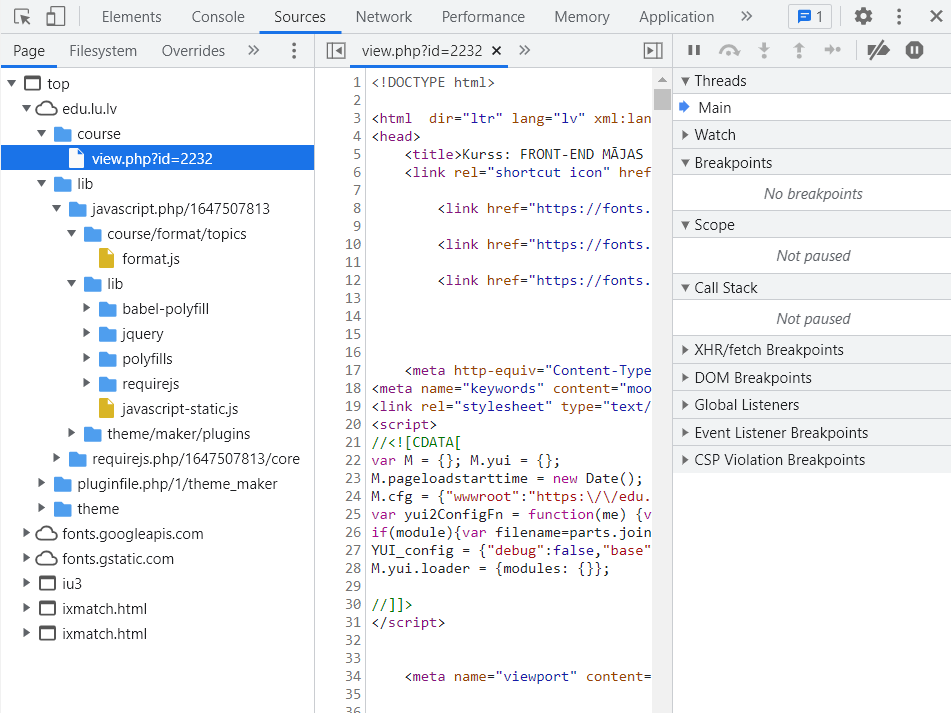 Elements Console Sources Network Performance Memory Application » 1
Page Filesystem Overrides »
view.php?id=2232 × »
top
edu.lu.lv
course
view.php?id=2232
lib
javascript.php/1647507813
course/format/topics
format.js
lib
babel-polyfill
jquery
polyfills
requirejs
javascript-static.js
theme/maker/plugins
requirejs.php/1647507813/core
pluginfile.php/1/theme_maker
theme
fonts.googleapis.com
fonts.gstatic.com
iu3
ixmatch.html
ixmatch.html
1 <!DOCTYPE html>
2
3 <html  dir="ltr" lang="lv" xml:lan
4 <head>
5     <title>Kurss: FRONT-END MĀJAS
6     <link rel="shortcut icon" href
7
8         <link href="https://fonts.
9
10         <link href="https://fonts.
11
12         <link href="https://fonts.
13
14
15
16
17     <meta http-equiv="Content-Type
18 <meta name="keywords" content="moo
19 <link rel="stylesheet" type="text/
20 <script>
21 //<![CDATA[
22 var M = {}; M.yui = {};
23 M.pageloadstarttime = new Date();
24 M.cfg = {"wwwroot":"https:\/\/edu.
25 var yui2ConfigFn = function(me) {v
26 if(module){var filename=parts.join
27 YUI_config = {"debug":false,"base"
28 M.yui.loader = {modules: {}};
29
30 //]]>
31 </script>
32
33
34     <meta name="viewport" content=
35
36
Threads
Main
Watch
Breakpoints
No breakpoints
Scope
Not paused
Call Stack
Not paused
XHR/fetch Breakpoints
DOM Breakpoints
Global Listeners
Event Listener Breakpoints
CSP Violation Breakpoints